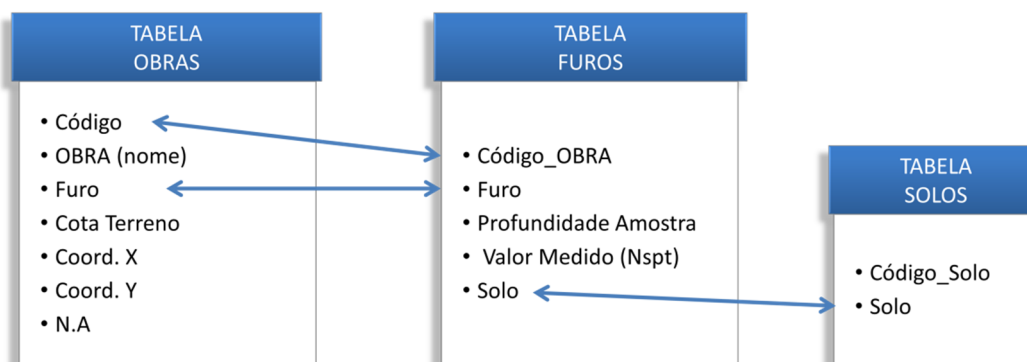 TABELA
OBRAS
• Código
• OBRA (nome)
• Furo
• Cota Terreno
• Coord. X
• Coord. Y
• N.A
TABELA
FUROS
• Código_OBRA
• Furo
• Profundidade Amostra
• Valor Medido (Nspt)
• Solo
TABELA
SOLOS
• Código_Solo
• Solo